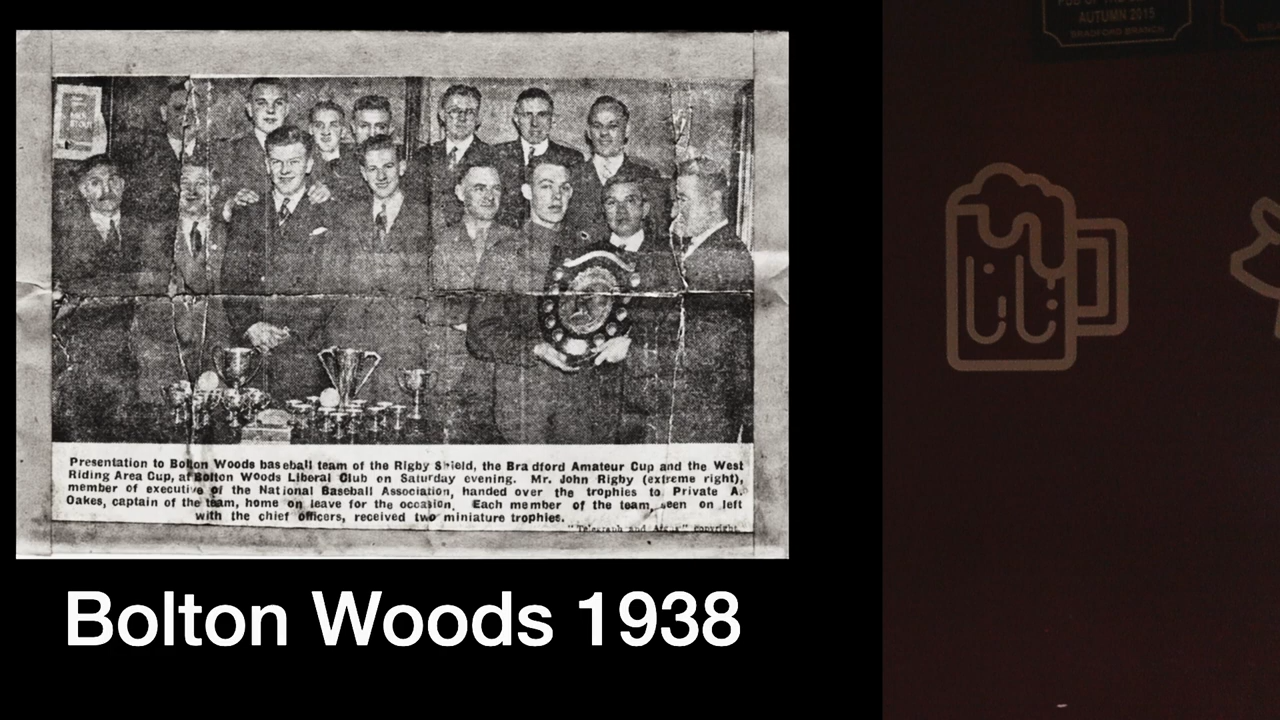 Presentation to Bolton Woods baseball team of the Rigby Shield, the Bradford Amateur Cup and the West
Riding Area Cup, at Bolton Woods Liberal Club on Saturday evening. Mr. John Rigby (extreme right),
member of executive of the National Baseball Association, handed over the trophies to Private A.
Oakes, captain of the team, home on leave for the occasion. Each member of the team, seen on left
with the chief officers, received two miniature trophies.
"Telegraph and Argus" copyright.
Bolton Woods 1938
AUTUMN 2015
BRADFORD BRANCH